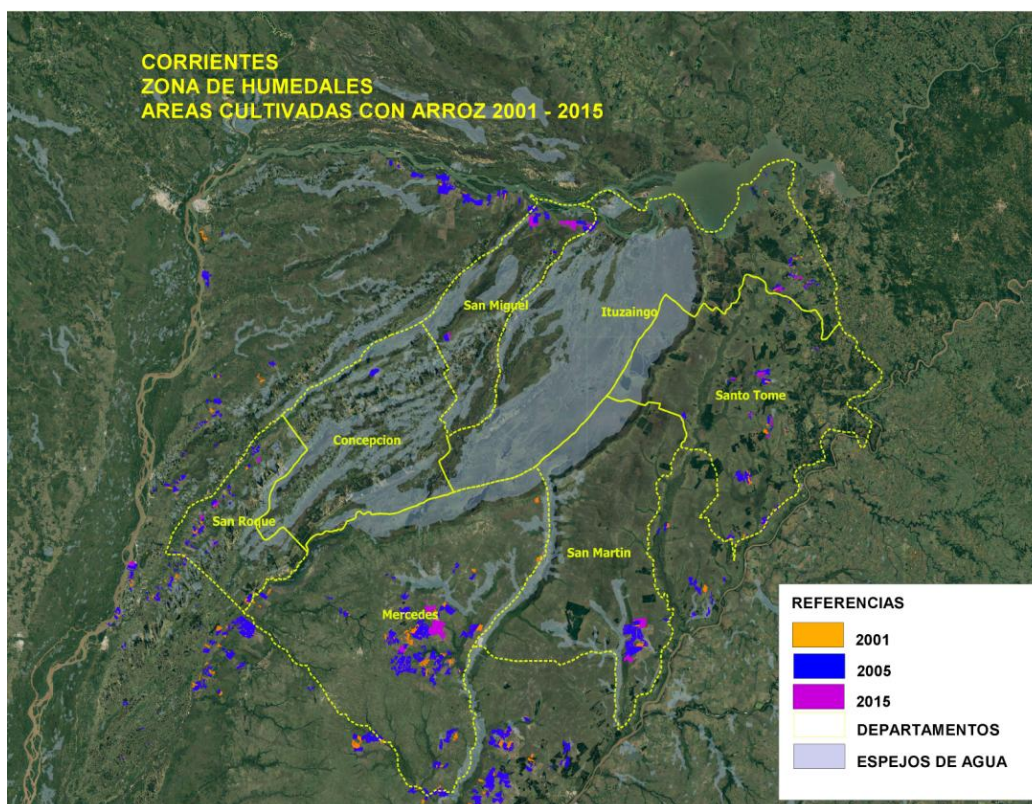 CORRIENTES
ZONA DE HUMEDALES
AREAS CULTIVADAS CON ARROZ 2001 - 2015
San Miguel
Ituzaingo
Santo Tome
Concepcion
San Roque
San Martin
Mercedes
REFERENCIAS
2001
2005
2015
DEPARTAMENTOS
ESPEJOS DE AGUA